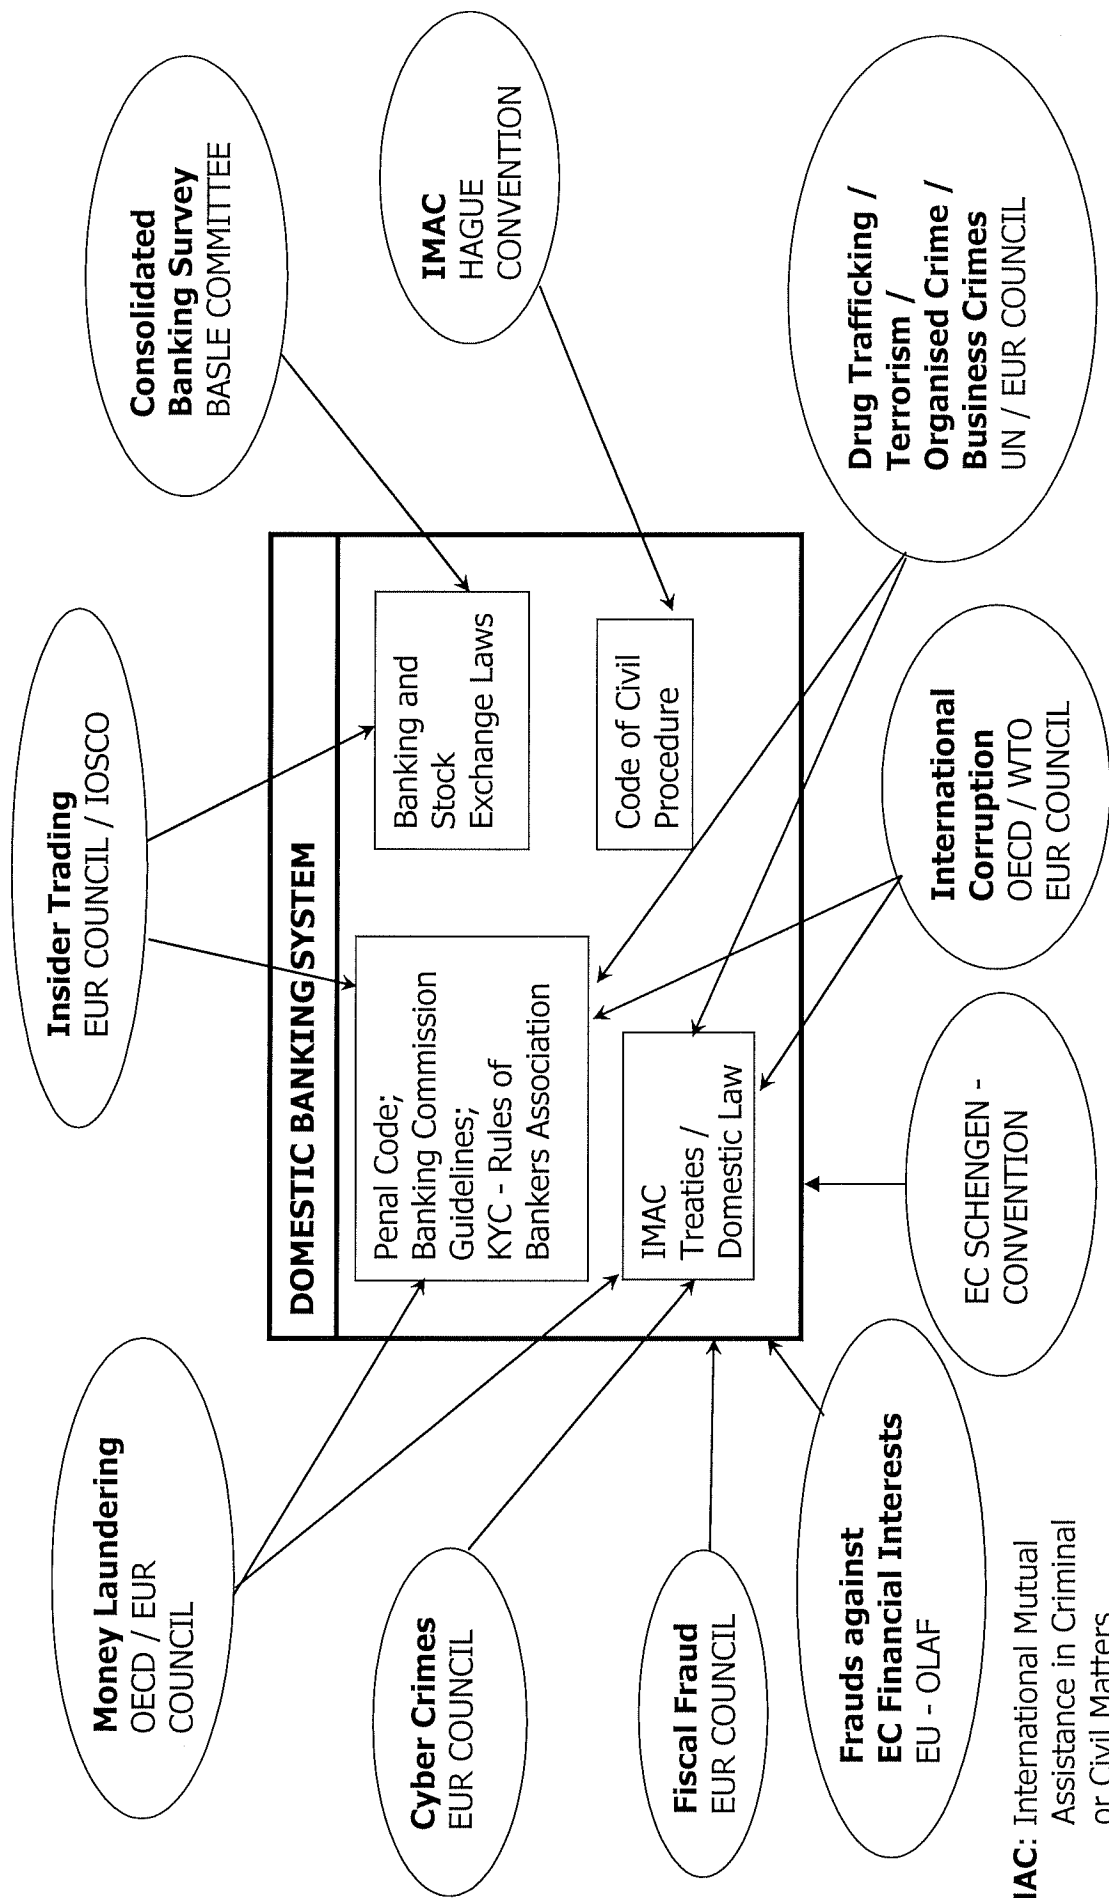 Insider Trading
EUR COUNCIL / IOSCO
Money Laundering
OECD / EUR
COUNCIL
Consolidated
Banking Survey
BASLE COMMITTEE
DOMESTIC BANKING SYSTEM
Penal Code;
Banking Commission
Guidelines;
KYC - Rules of
Bankers Association
Banking and
Stock
Exchange Laws
Cyber Crimes
EUR COUNCIL
IMAC
HAGUE
CONVENTION
IMAC
Treaties /
Domestic Law
Code of Civil
Procedure
Fiscal Fraud
EUR COUNCIL
Frauds against
EC Financial Interests
EU - OLAF
EC SCHENGEN -
CONVENTION
International
Corruption
OECD / WTO
EUR COUNCIL
Drug Trafficking /
Terrorism /
Organised Crime /
Business Crimes
UN / EUR COUNCIL
MAC: International Mutual
Assistance in Criminal
or Civil Matters